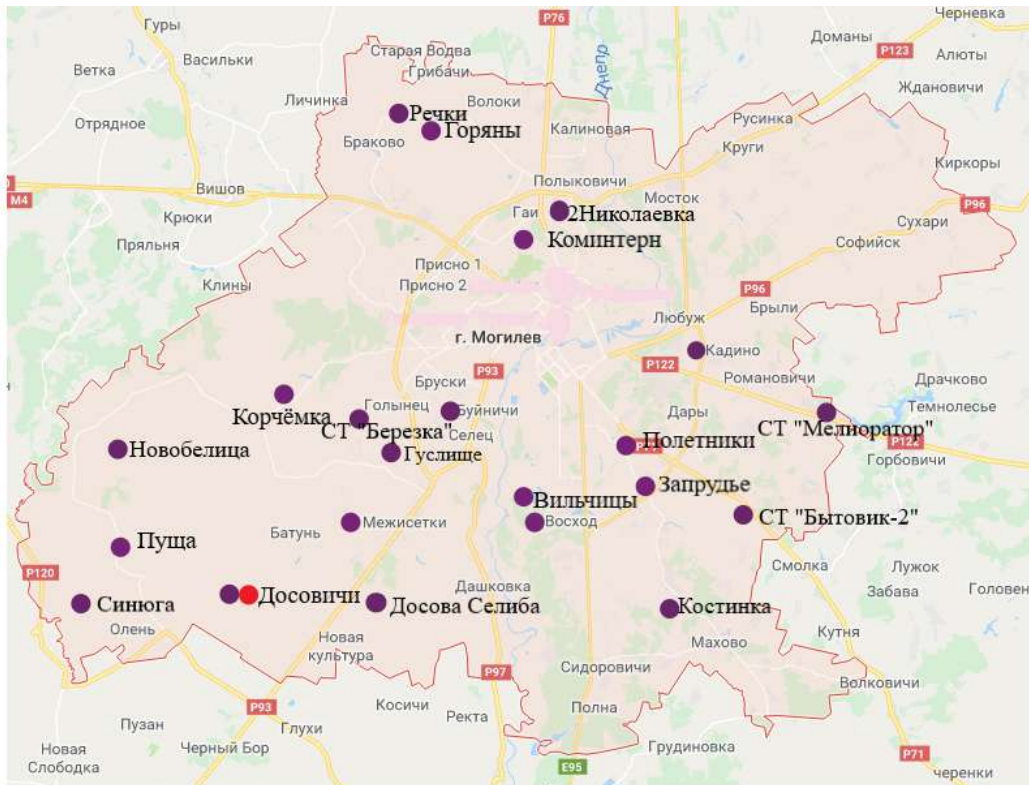 P76
Черневка
Гуры
Доманы
P123
Алюты
Васильки
Старая Водва
Ветка
Грибачи
Днепр
Ждановичи
Личинка
Волоки
Речки
Отрядное
Горяны
Калиновая
Русинка
Браково
Круги
Киркоры
Вишов
Полыковичи
M4
Мосток
P96
Крюки
Гаи
2Николаевка
Сухари
Пряльня
Коминтерн
Софийск
Присно 1
Клины
Присно 2
P96
Брыли
Любуж
г. Могилев
Кадино
P122
P93
Бруски
Романовичи
Драчково
Голынец
Буйничи
Дары
Темнолесье
Корчёмка
СТ "Березка"
СТ "Мелиоратор"
Селец
Полетники
P122
Новобелица
Гуслище
Горбовичи
Запрудье
Вильчицы
Межисетки
Восход
СТ "Бытовик-2"
Батунь
Пуща
Смолка
Лужок
P120
Дашковка
Забава
Головен
Синюга
Досовичи
Досова Селиба
Костинка
Олень
Новая
культура
Махово
Кутня
Сидоровичи
P97
Волковичи
Косичи
P93
Полна
Пузан
Ректа
Глухи
Новая
Слободка
Черный Бор
Грудиновка
P71
E95
черенки